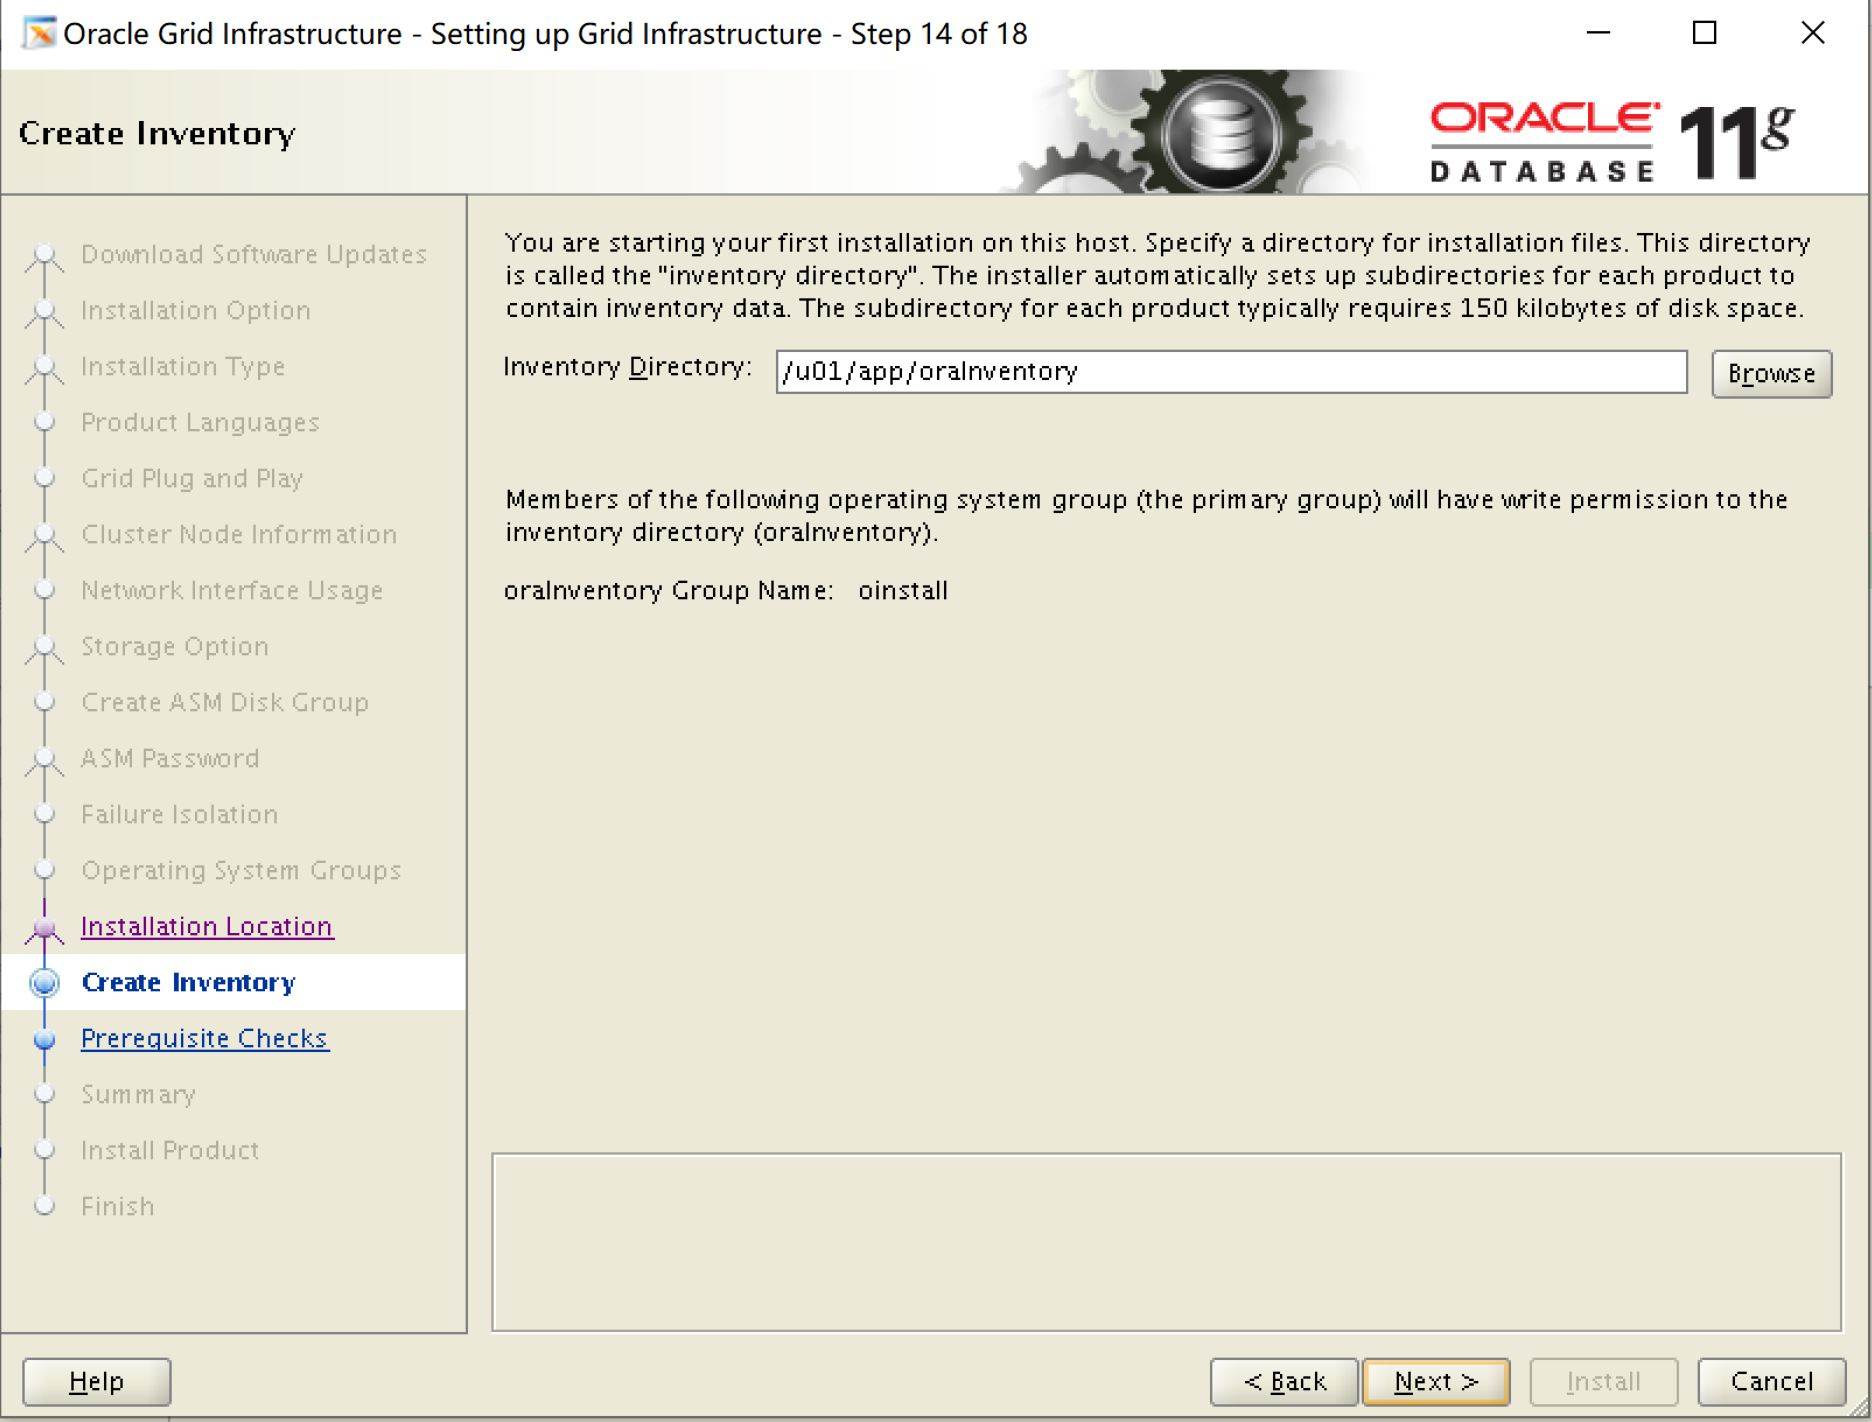 Oracle Grid Infrastructure - Setting up Grid Infrastructure - Step 14 of 18
Create Inventory
ORACLE
DATABASE
11g
Download Software Updates
Installation Option
Installation Type
Product Languages
Grid Plug and Play
Cluster Node Information
Network Interface Usage
Storage Option
Create ASM Disk Group
ASM Password
Failure Isolation
Operating System Groups
Installation Location
Create Inventory
Prerequisite Checks
Summary
Install Product
Finish
You are starting your first installation on this host. Specify a directory for installation files. This directory
is called the "inventory directory". The installer automatically sets up subdirectories for each product to
contain inventory data. The subdirectory for each product typically requires 150 kilobytes of disk space.
Inventory Directory: /u01/app/oraInventory Browse
Members of the following operating system group (the primary group) will have write permission to the
inventory directory (oraInventory).
oraInventory Group Name: oinstall
Help < Back Next > Install Cancel